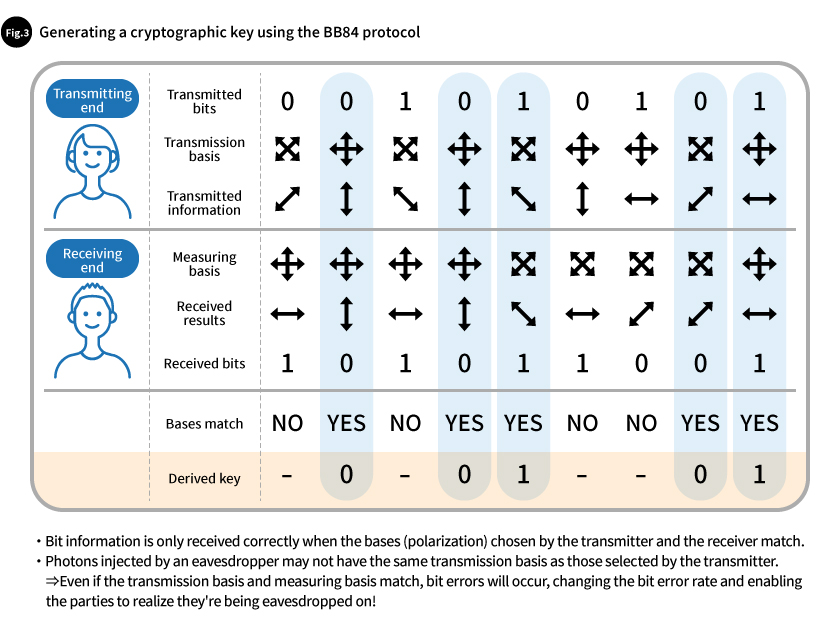 Fig.3 Generating a cryptographic key using the BB84 protocol
Transmitting
end
Transmitted
bits
0 0 1 0 1 0 1 0 1
Transmission
basis
Transmitted
information
Receiving
end
Measuring
basis
Received
results
Received bits 1 0 1 0 1 1 0 0 1
Bases match NO YES NO YES YES NO NO YES YES
Derived key – 0 – 0 1 – – 0 1
・Bit information is only received correctly when the bases (polarization) chosen by the transmitter and the receiver match.
・Photons injected by an eavesdropper may not have the same transmission basis as those selected by the transmitter.
⇒Even if the transmission basis and measuring basis match, bit errors will occur, changing the bit error rate and enabling
the parties to realize they're being eavesdropped on!